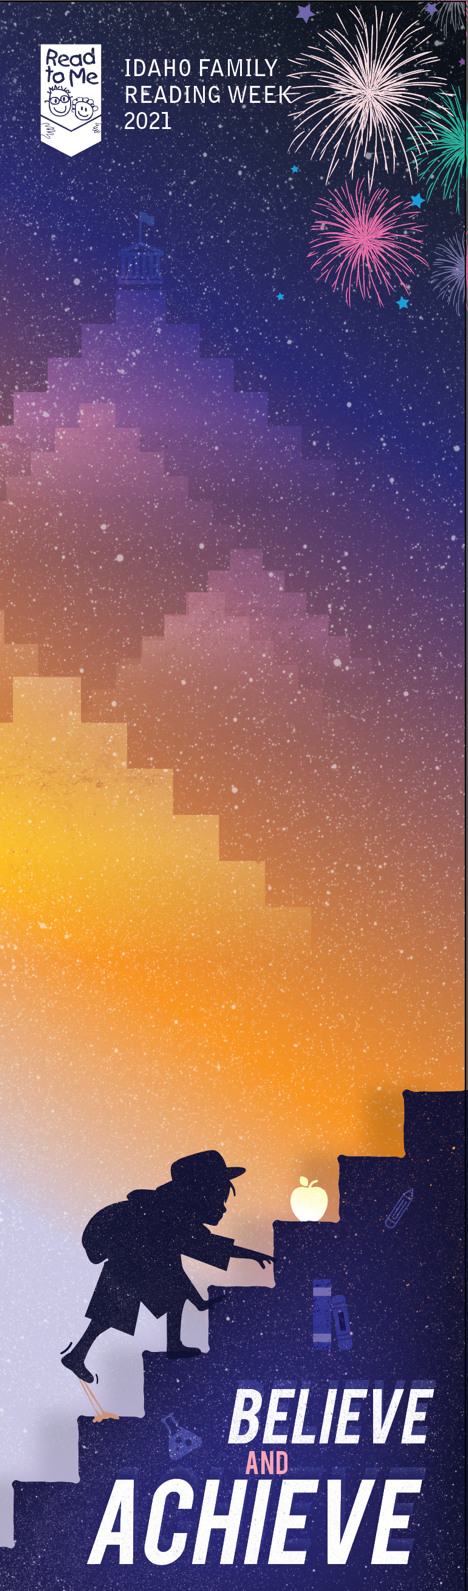 Read
to Me
IDAHO FAMILY
READING WEEK
2021
BELIEVE
AND
ACHIEVE